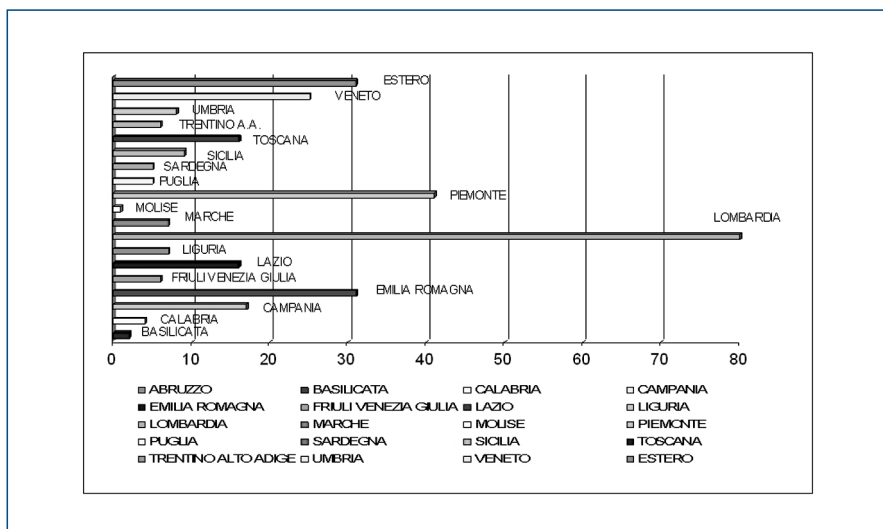 ESTERO
VENETO
UMBRIA
TRENTINO A.A.
TOSCANA
SICILIA
SARDEGNA
PUGLIA
PIEMONTE
MOLISE
MARCHE
LOMBARDIA
LIGURIA
LAZIO
FRIULI VENEZIA GIULIA
EMILIA ROMAGNA
CAMPANIA
CALABRIA
BASILICATA
0 10 20 30 40 50 60 70 80
ABRUZZO BASILICATA CALABRIA CAMPANIA
EMILIA ROMAGNA FRIULI VENEZIA GIULIA LAZIO LIGURIA
LOMBARDIA MARCHE MOLISE PIEMONTE
PUGLIA SARDEGNA SICILIA TOSCANA
TRENTINO ALTO ADIGE UMBRIA VENETO ESTERO